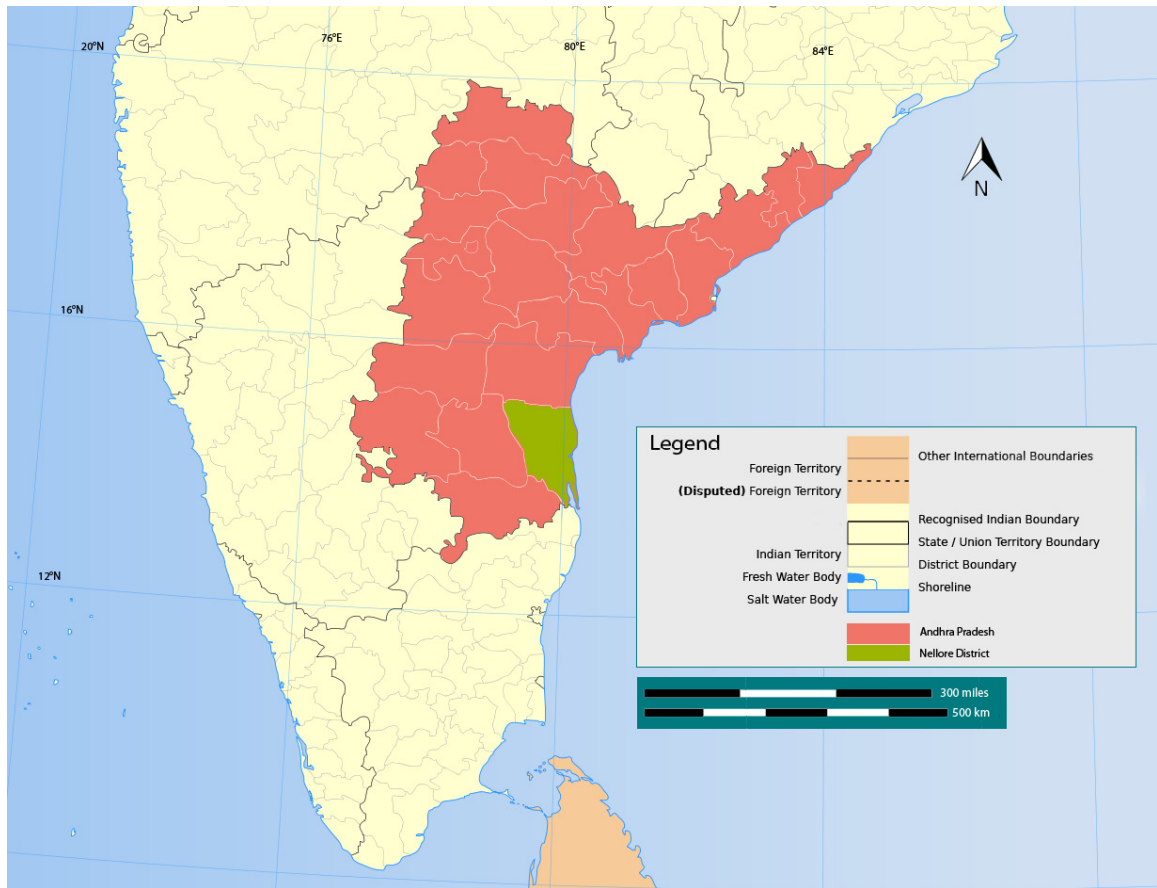 76°E
80°E
84°E
20°N
N
16°N
12°N
Legend
Other International Boundaries
Foreign Territory
(Disputed) Foreign Territory
Recognised Indian Boundary
State / Union Territory Boundary
Indian Territory
District Boundary
Fresh Water Body
Shoreline
Salt Water Body
Andhra Pradesh
Nellore District
300 miles
500 km